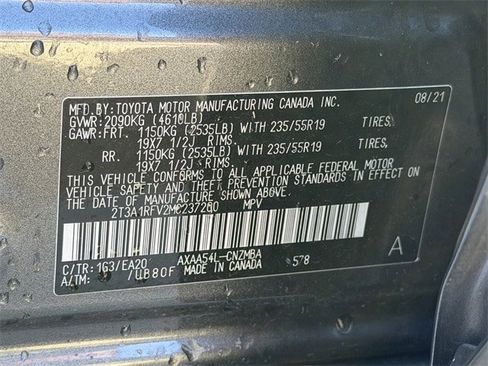 MFD.BY:TOYOTA MOTOR MANUFACTURING CANADA INC. 08/21
GVWR:2090KG (4610LB)
GAWR:FRT. 1150KG (2535LB) WITH 235/55R19 TIRES,
19X7 1/2J RIMS.
RR. 1150KG (2535LB) WITH 235/55R19 TIRES,
19X7 1/2J RIMS.
THIS VEHICLE CONFORMS TO ALL APPLICABLE FEDERAL MOTOR
VEHICLE SAFETY AND THEFT PREVENTION STANDARDS IN EFFECT
ON THE DATE OF MANUFACTURE SHOWN ABOVE.
MPV
C/TR:1G3/EA20 AXAA54L-CNZMBA A
A/TM: /UB80F MADE IN CANADA 578